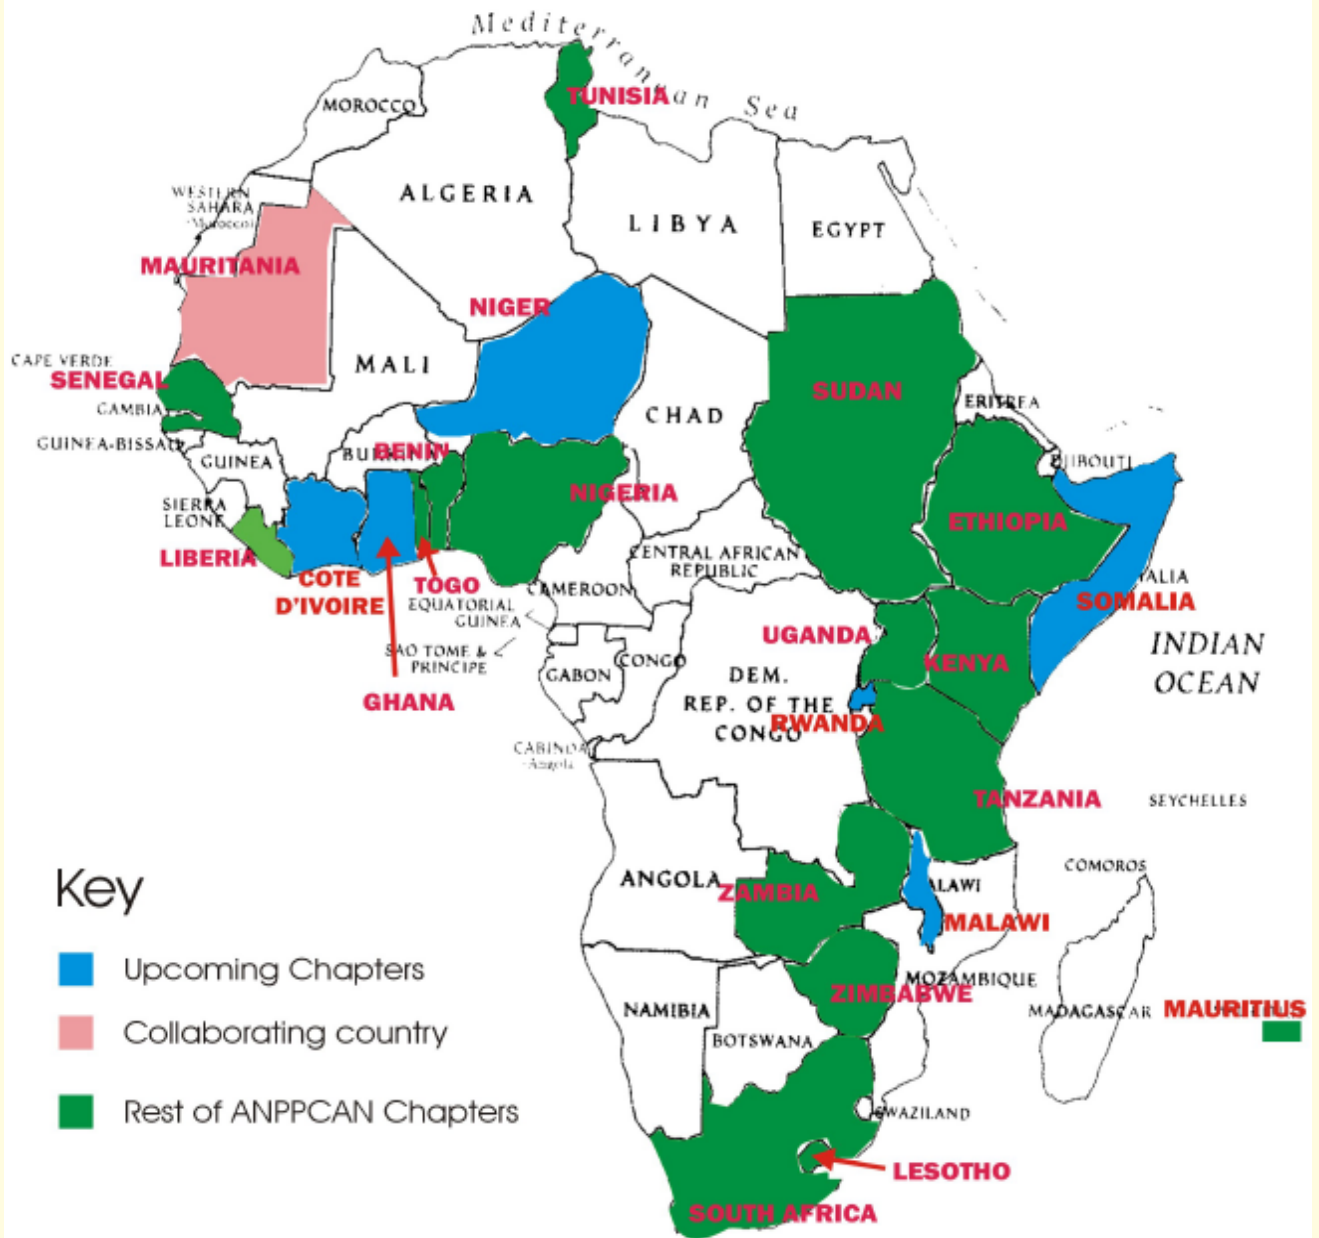 Mediterranean Sea
TUNISIA
MOROCCO
ALGERIA
LIBYA
EGYPT
WESTERN
SAHARA
MAURITANIA
NIGER
MALI
CHAD
SUDAN
ERITREA
CAPE VERDE
SENEGAL
GAMBIA
GUINEA-BISSAU
GUINEA
BENIN
NIGERIA
DJIBOUTI
ETHIOPIA
SIERRA
LEONE
LIBERIA
COTE
D'IVOIRE
TOGO
GHANA
CENTRAL AFRICAN
REPUBLIC
CAMEROON
EQUATORIAL
GUINEA
SAO TOME &
PRINCIPE
GABON
CONGO
UGANDA
KENYA
SOMALIA
INDIAN
OCEAN
DEM.
REP. OF THE
CONGO
RWANDA
CABINDA
-Angola
TANZANIA
SEYCHELLES
COMOROS
ANGOLA
ZAMBIA
ALAWI
MALAWI
MOZAMBIQUE
ZIMBABWE
NAMIBIA
BOTSWANA
MADAGASCAR
MAURITIUS
SWAZILAND
LESOTHO
SOUTH AFRICA
Key
Upcoming Chapters
Collaborating country
Rest of ANPPCAN Chapters